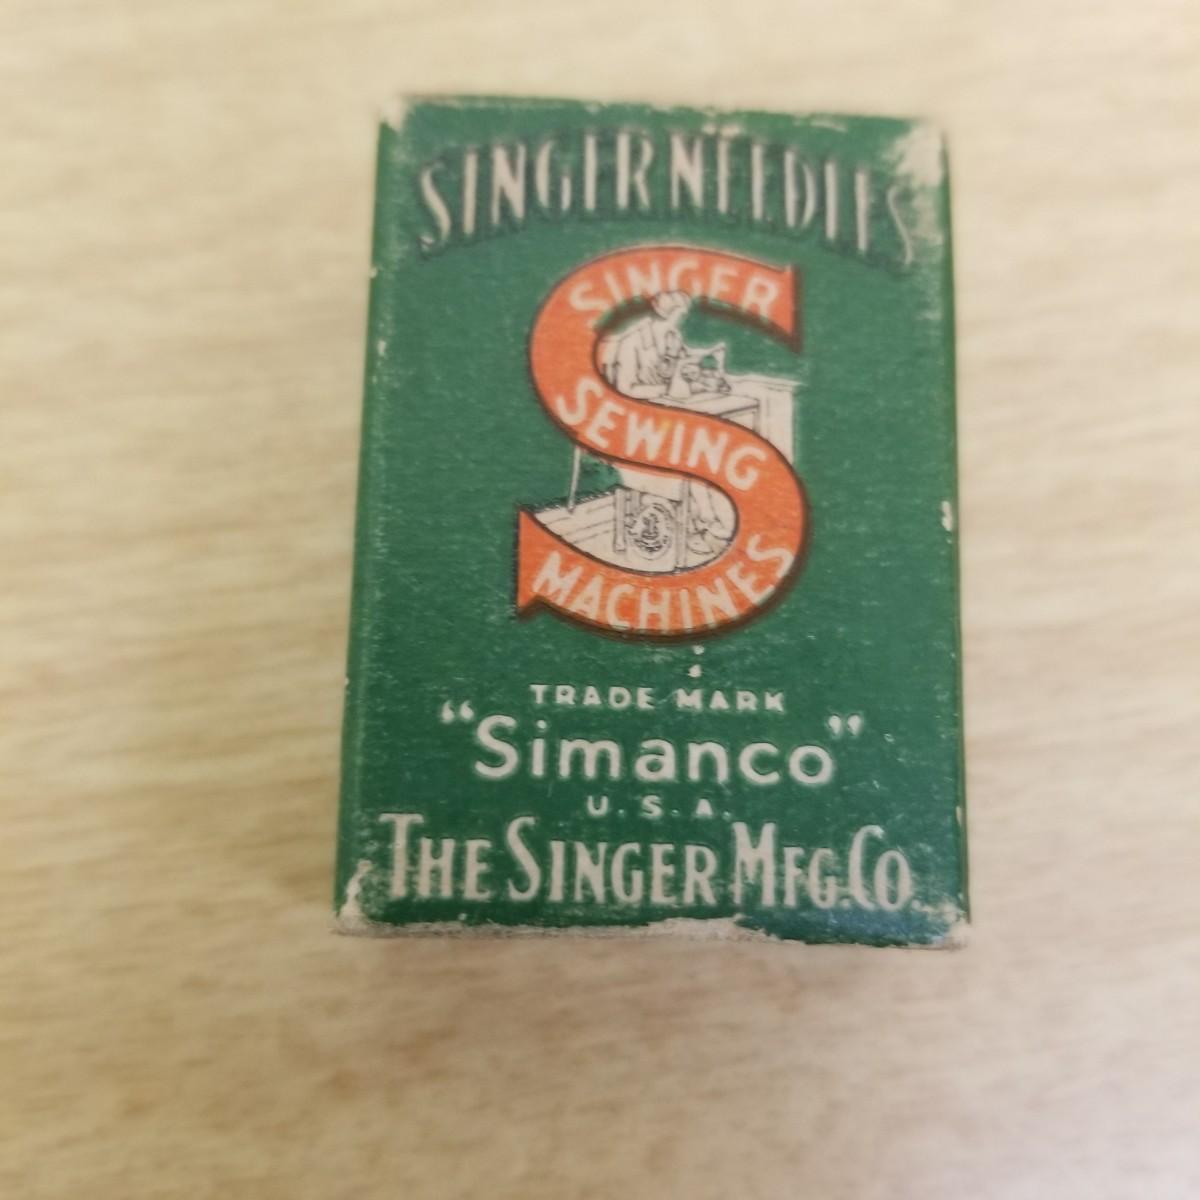 SINGER NEEDLES
SINGER
SEWING
MACHINES
TRADE MARK
“Simanco”
U.S.A.
THE SINGER MFG.CO.